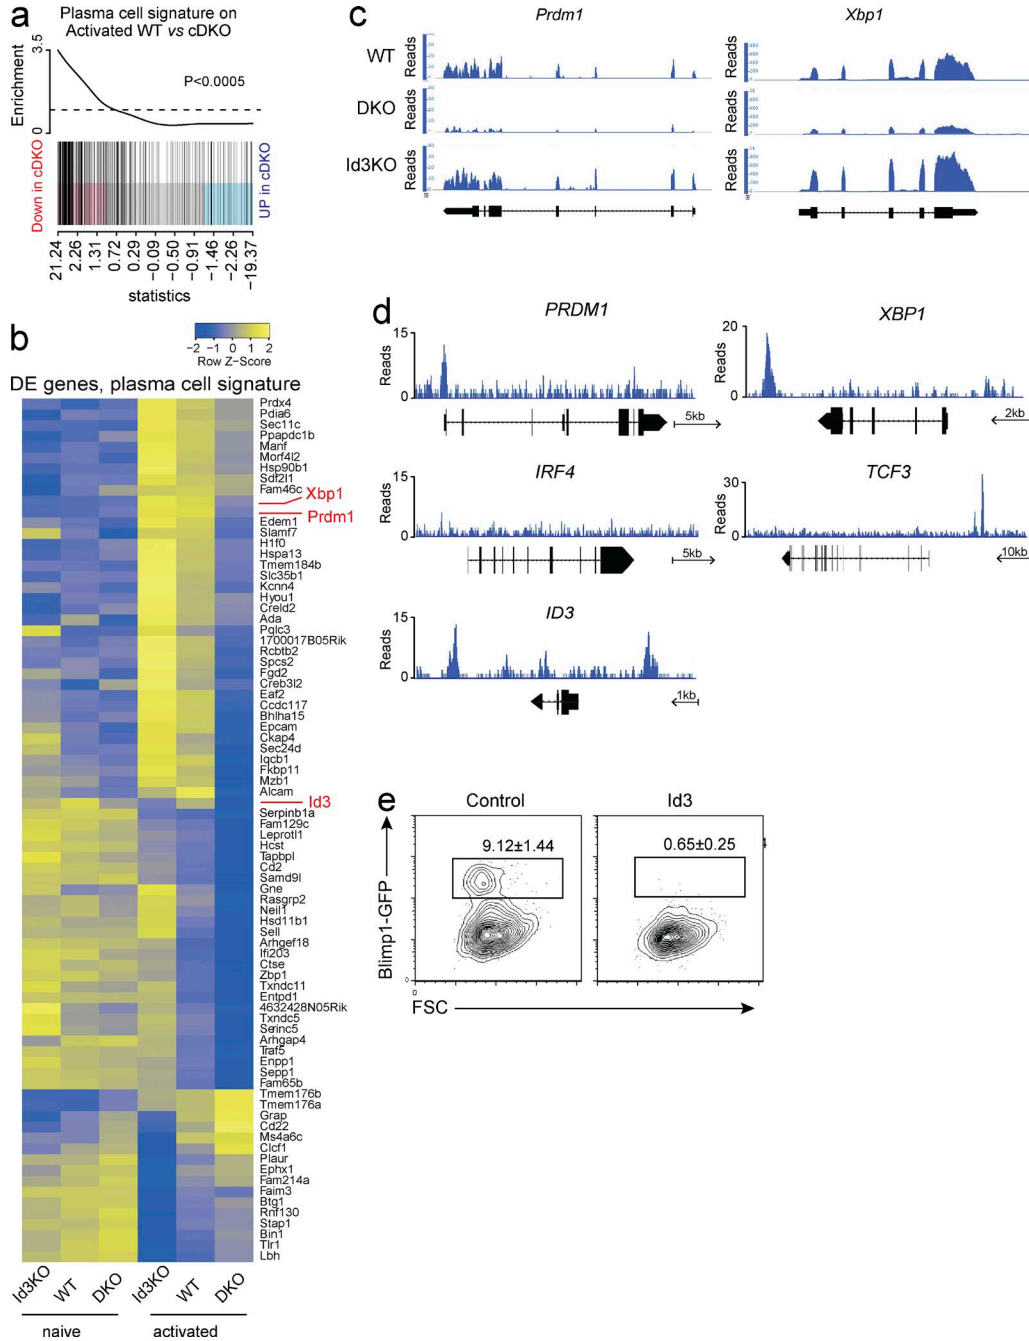 a
Plasma cell signature on
Activated WT vs cDKO
3.5
Enrichment
P<0.0005
0
Down in cDKO
UP in cDKO
21.24
2.26
1.31
0.72
0.29
−0.09
−0.50
−0.91
−1.46
−2.26
−19.37
statistics
b
−2 −1 0 1 2
Row Z-Score
DE genes, plasma cell signature
Prdx4
Pdia6
Sec11c
Ppapdc1b
Manf
Morf4l2
Hsp90b1
Sdf2l1
Fam46c
Xbp1
Prdm1
Edem1
Slamf7
H1f0
Hspa13
Tmem184b
Slc35b1
Kcnn4
Hyou1
Creld2
Ada
Pqlc3
1700017B05Rik
Rcbtb2
Spcs2
Fgd2
Creb3l2
Eaf2
Ccdc117
Bhlha15
Epcam
Ckap4
Sec24d
Iqcb1
Fkbp11
Mzb1
Alcam
Id3
Serpinb1a
Fam129c
Leprotl1
Hcst
Tapbpl
Cd2
Samd9l
Gne
Rasgrp2
Neil1
Hsd11b1
Sell
Arhgef18
Ifi203
Ctse
Zbp1
Txndc11
Entpd1
4632428N05Rik
Txndc5
Serinc5
Arhgap4
Traf5
Enpp1
Sepp1
Fam65b
Tmem176b
Tmem176a
Grap
Cd22
Ms4a6c
Clcf1
Plaur
Ephx1
Fam214a
Faim3
Btg1
Rnf130
Stap1
Bin1
Tlr1
Lbh
Id3KO WT DKO Id3KO WT DKO
naive activated
c
Prdm1 Xbp1
WT Reads Reads
DKO Reads Reads
Id3KO Reads Reads
d
PRDM1 XBP1
15 Reads 0 5kb
20 Reads 0 2kb
IRF4 TCF3
15 Reads 0 5kb
30 Reads 0 10kb
ID3
15 Reads 0 1kb
e
Control Id3
9.12±1.44 0.65±0.25
Blimp1-GFP
0
FSC